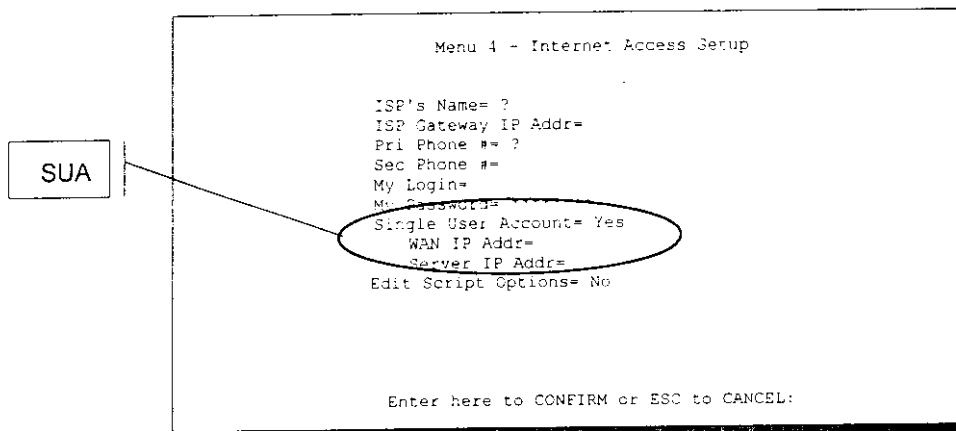 Menu 4 - Internet Access Setup
ISP's Name= ?
ISP Gateway IP Addr=
Pri Phone #= ?
Sec Phone #=
My Login=
My Password= ********
Single User Account= Yes
WAN IP Addr=
Server IP Addr=
Edit Script Options= No
Enter here to CONFIRM or ESC to CANCEL:
SUA